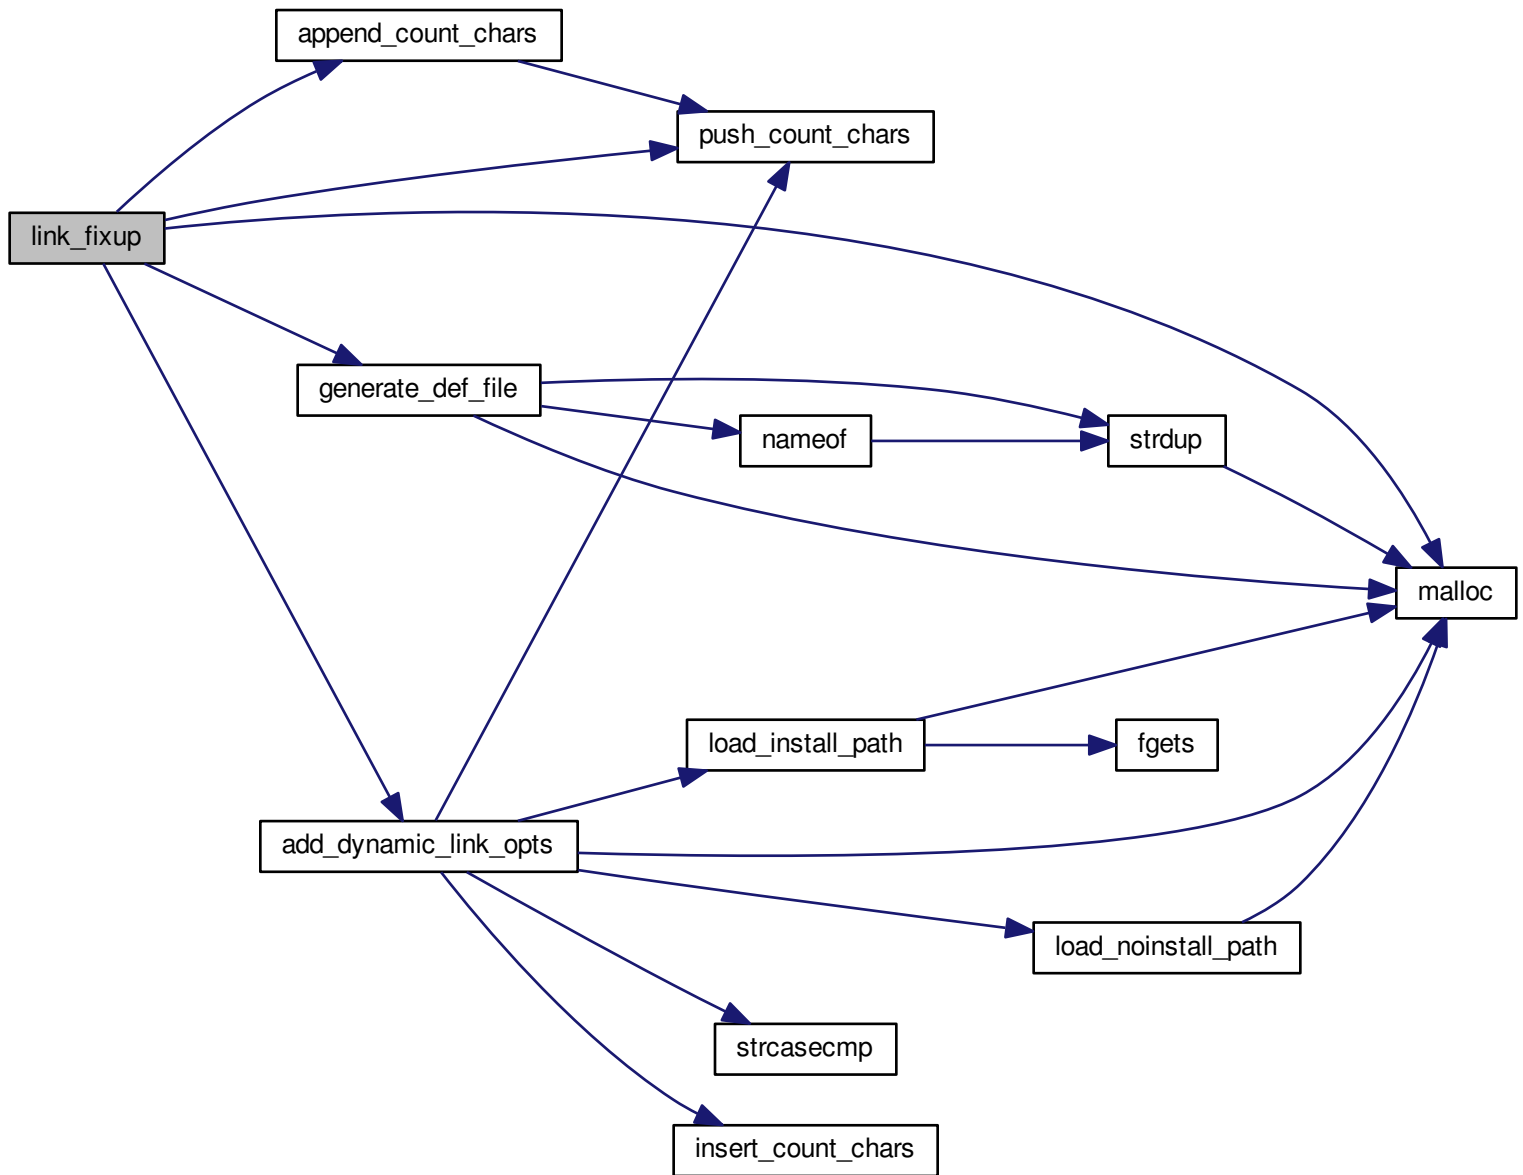 append_count_chars
push_count_chars
link_fixup
generate_def_file
nameof
strdup
malloc
load_install_path
fgets
add_dynamic_link_opts
load_noinstall_path
strcasecmp
insert_count_chars